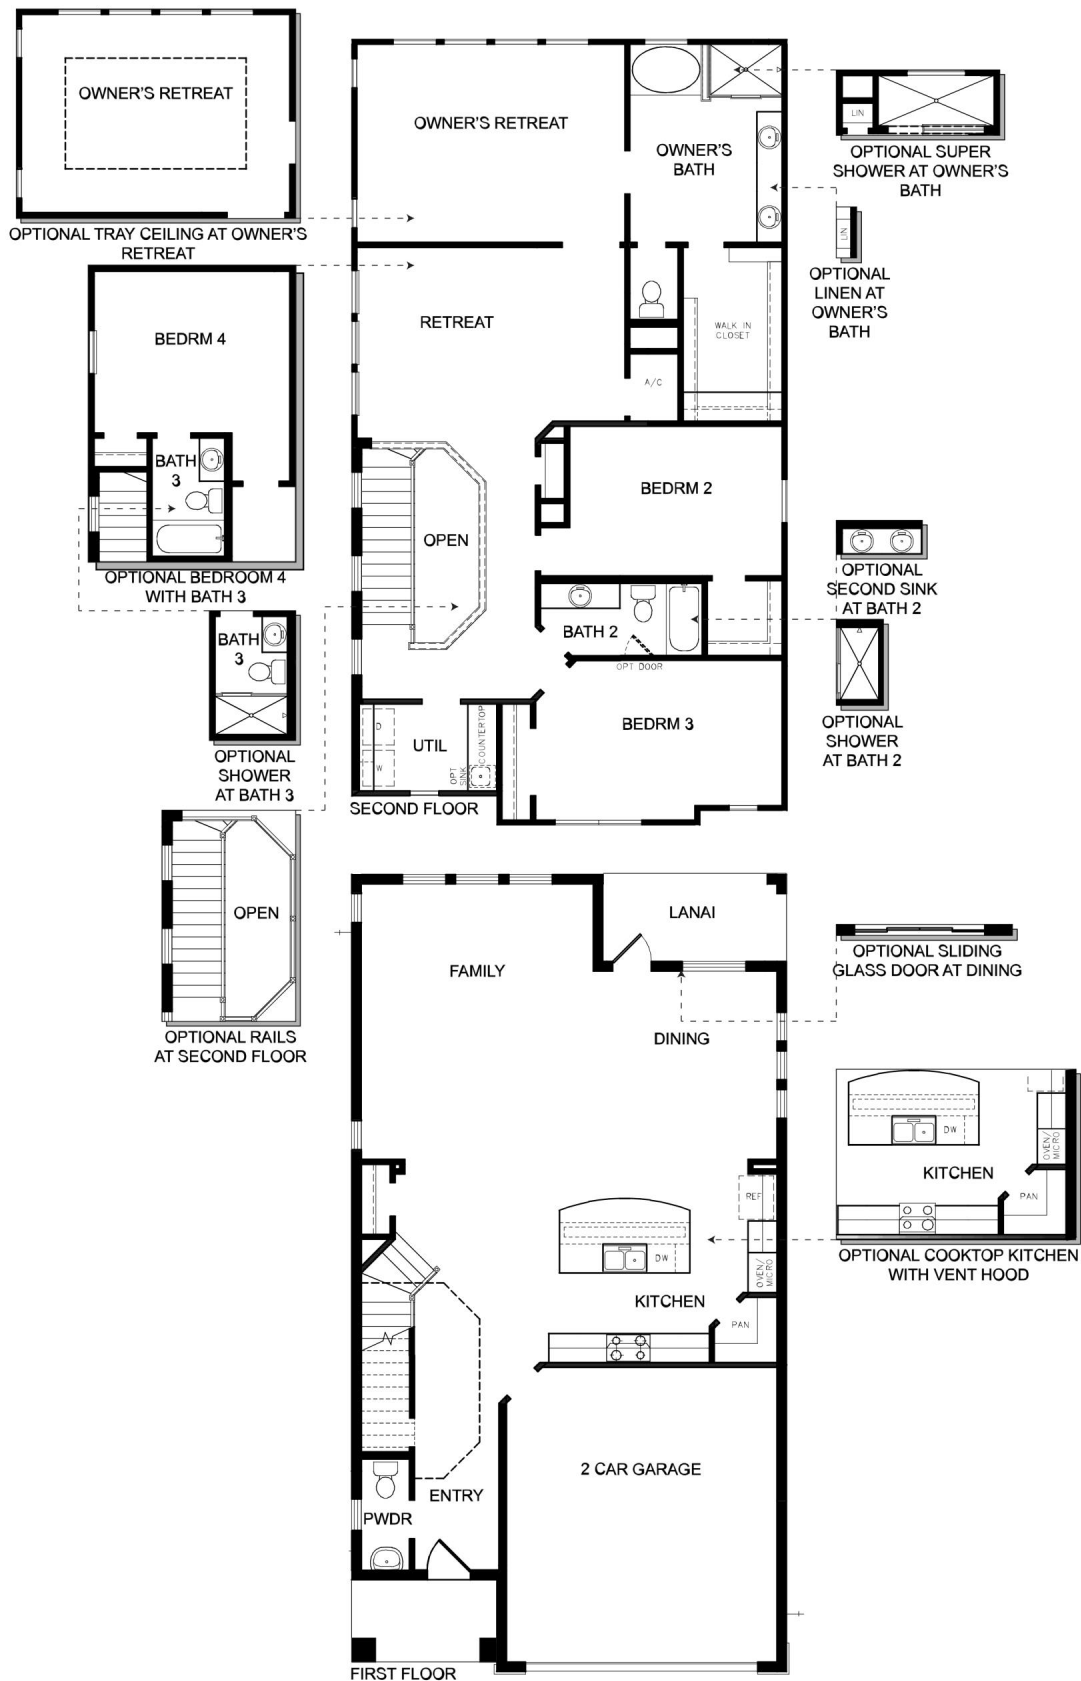 OWNER'S RETREAT
OPTIONAL TRAY CEILING AT OWNER'S
RETREAT
BEDRM 4
BATH
3
OPTIONAL BEDROOM 4
WITH BATH 3
BATH
3
OPTIONAL
SHOWER
AT BATH 3
OPEN
OPTIONAL RAILS
AT SECOND FLOOR
OWNER'S RETREAT
OWNER'S
BATH
RETREAT
WALK IN
CLOSET
A/C
BEDRM 2
OPEN
BATH 2
OPT DOOR
BEDRM 3
UTIL
D
W
OPT
SINK
COUNTERTOP
SECOND FLOOR
LIN
OPTIONAL SUPER
SHOWER AT OWNER'S
BATH
LIN
OPTIONAL
LINEN AT
OWNER'S
BATH
OPTIONAL
SECOND SINK
AT BATH 2
OPTIONAL
SHOWER
AT BATH 2
LANAI
FAMILY
DINING
REF
DW
OVEN/
MICRO
KITCHEN
PAN
2 CAR GARAGE
ENTRY
PWDR
FIRST FLOOR
OPTIONAL SLIDING
GLASS DOOR AT DINING
DW
OVEN/
MICRO
KITCHEN
PAN
OPTIONAL COOKTOP KITCHEN
WITH VENT HOOD